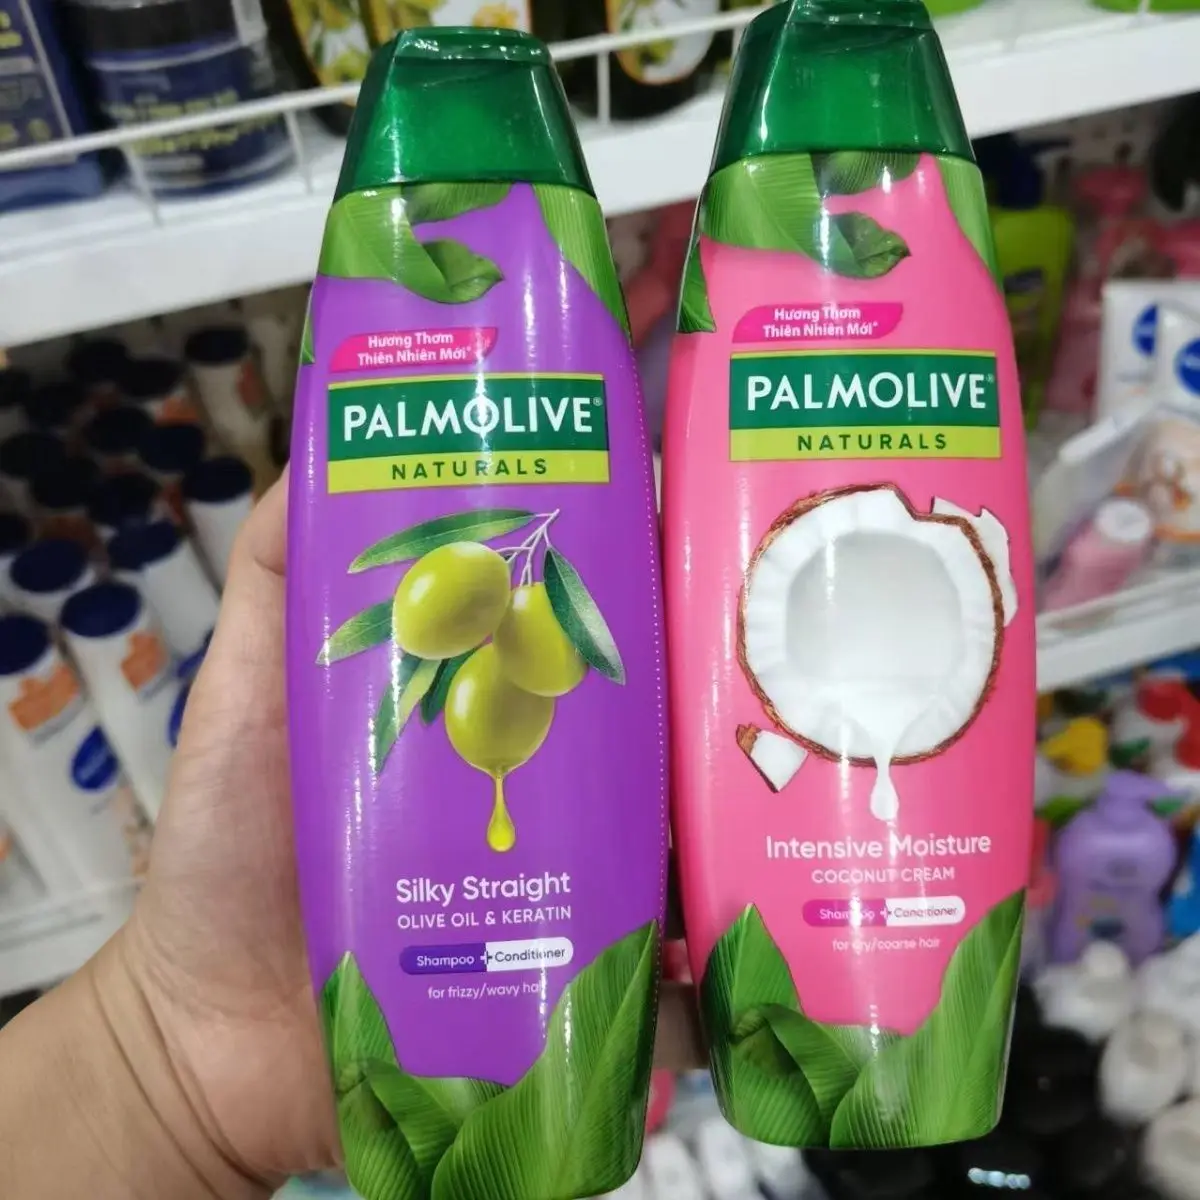 Hương Thơm
Thiên Nhiên Mới*
PALMOLIVE®
NATURALS
Silky Straight
OLIVE OIL & KERATIN
Shampoo + Conditioner
for frizzy/wavy hair
Hương Thơm
Thiên Nhiên Mới*
PALMOLIVE®
NATURALS
Intensive Moisture
COCONUT CREAM
Shampoo + Conditioner
for dry/coarse hair